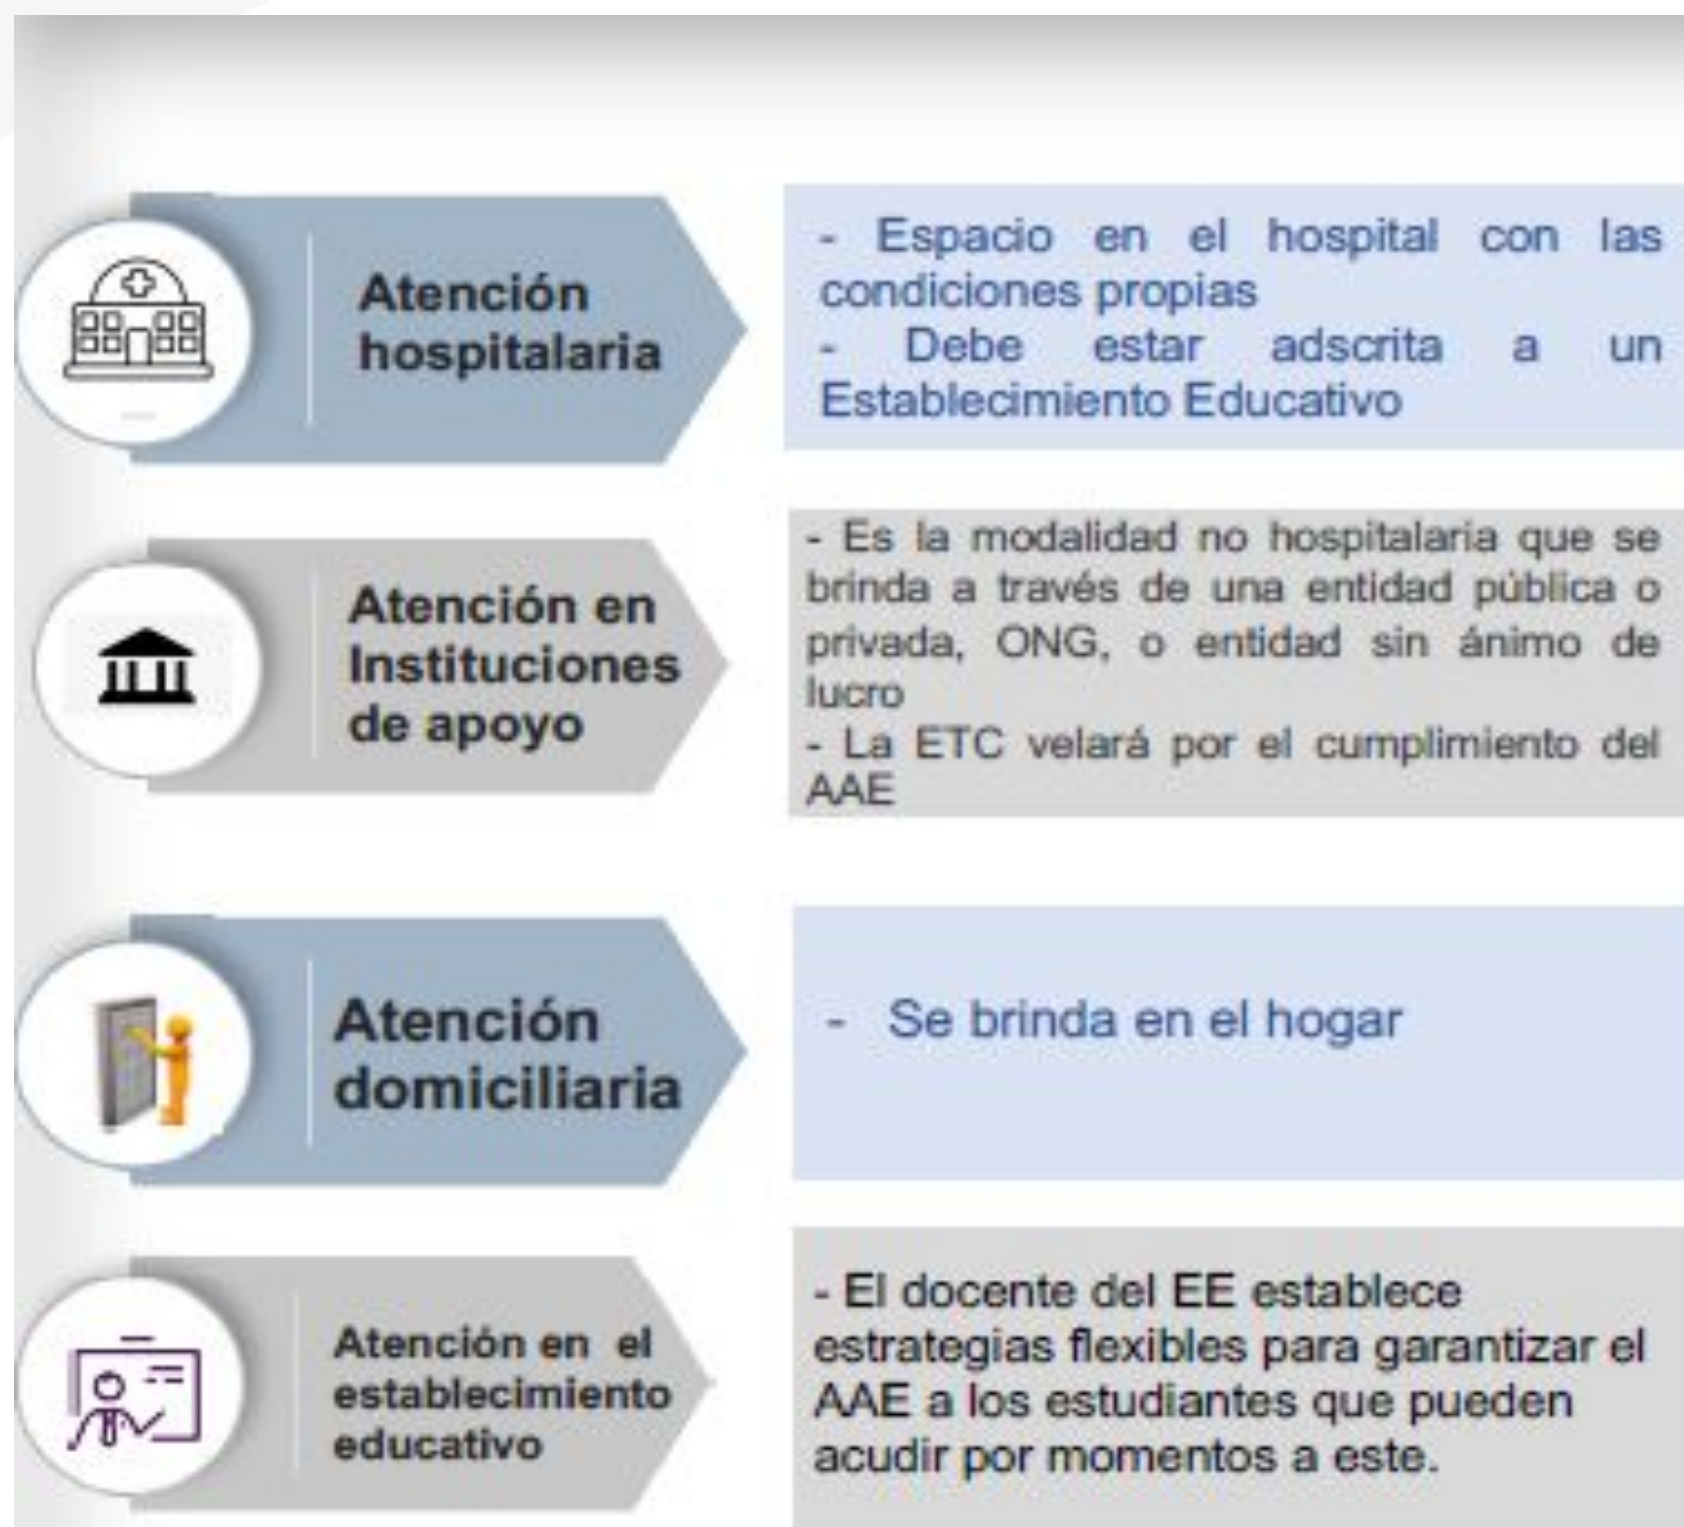 Atención
hospitalaria
- Espacio en el hospital con las
condiciones propias
- Debe estar adscrita a un
Establecimiento Educativo
Atención en
Instituciones
de apoyo
- Es la modalidad no hospitalaria que se
brinda a través de una entidad pública o
privada, ONG, o entidad sin ánimo de
lucro
- La ETC velará por el cumplimiento del
AAE
Atención
domiciliaria
- Se brinda en el hogar
Atención en el
establecimiento
educativo
- El docente del EE establece
estrategias flexibles para garantizar el
AAE a los estudiantes que pueden
acudir por momentos a este.